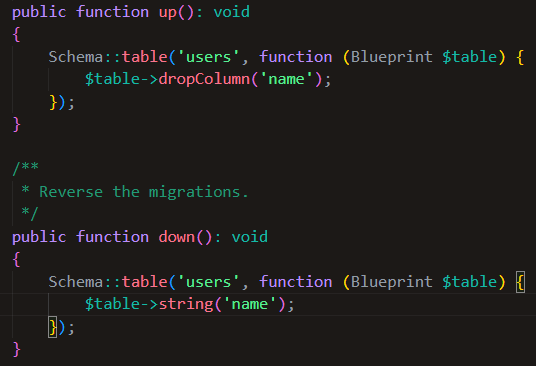 public function up(): void
{
    Schema::table('users', function (Blueprint $table) {
        $table->dropColumn('name');
    });
}

/**
 * Reverse the migrations.
 */
public function down(): void
{
    Schema::table('users', function (Blueprint $table) {
        $table->string('name');
    });
}